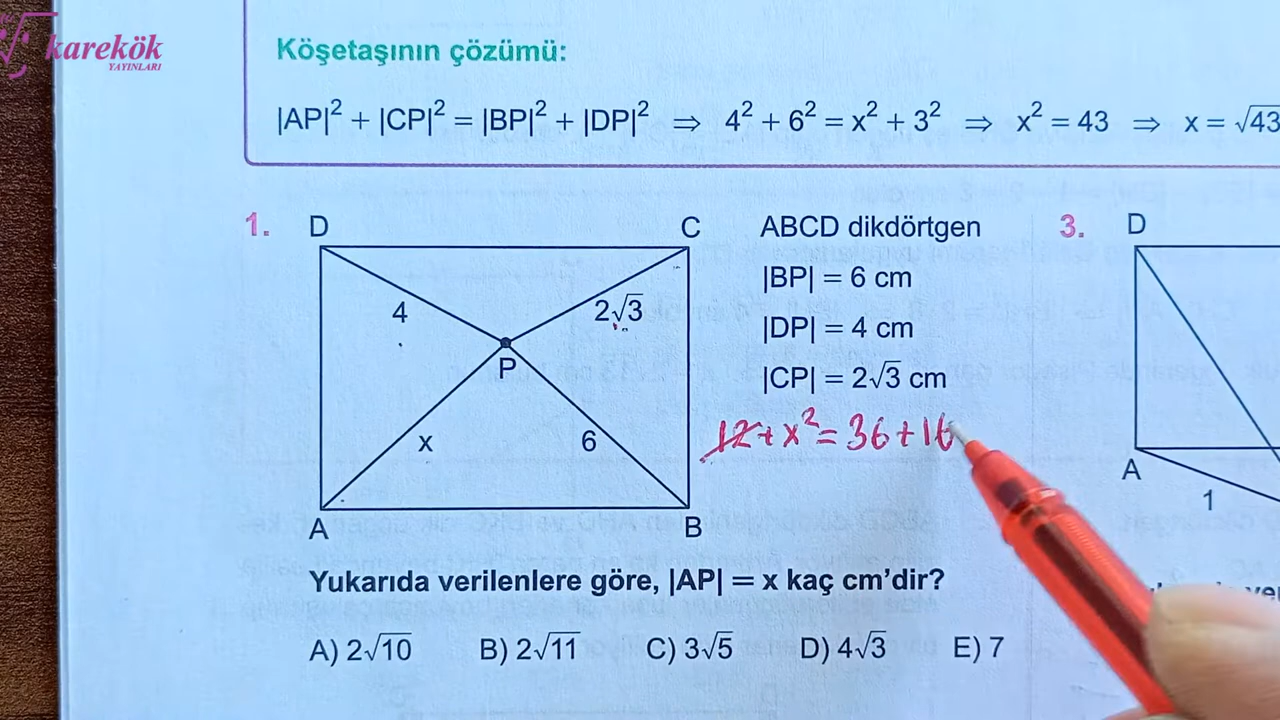 karekök
YAYINLARI
Köşetaşının çözümü:
|AP|² + |CP|² = |BP|² + |DP|² ⇒ 4² + 6² = x² + 3² ⇒ x² = 43 ⇒ x = √43
1.
D
C
4
2√3
P
x
6
A
B
ABCD dikdörtgen
|BP| = 6 cm
|DP| = 4 cm
|CP| = 2√3 cm
12 + x² = 36 + 16
Yukarıda verilenlere göre, |AP| = x kaç cm'dir?
A) 2√10 B) 2√11 C) 3√5 D) 4√3 E) 7
3.
D
A
1